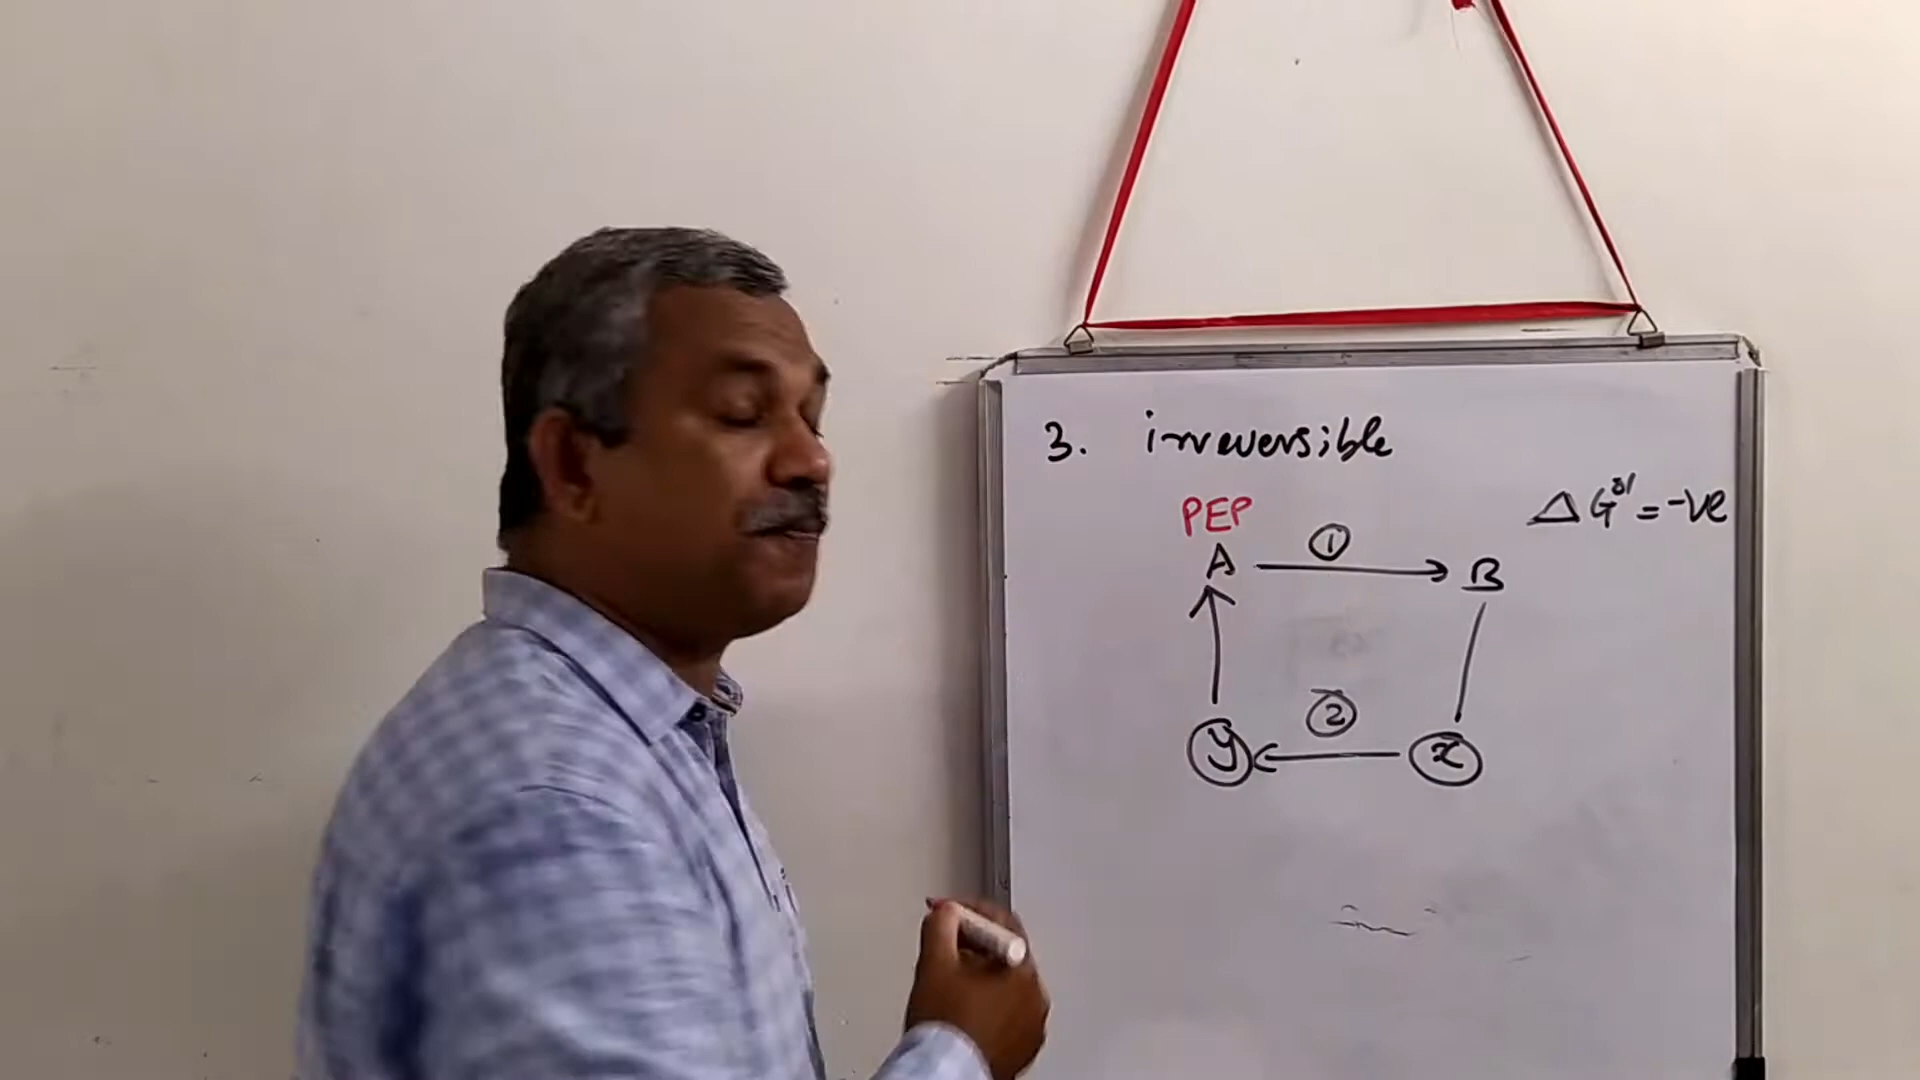 3. irreversible
PEP
ΔG°' = -ve
①
A → B
②
y ← x